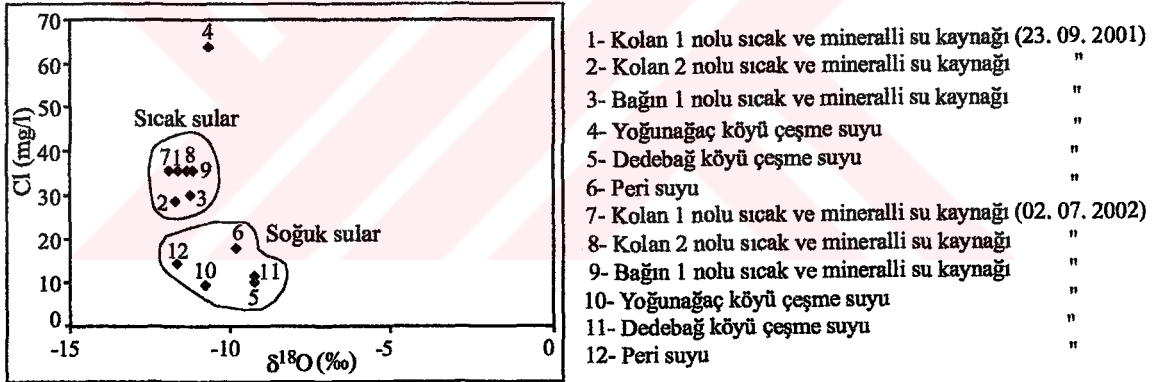 70
60
50
40
30
20
10
0
Cl (mg/l)
4
Sıcak sular
7 1 8
9
2
3
Soğuk sular
6
12
10
11
5
-15
-10
-5
0
δ18O (‰)
1- Kolan 1 nolu sıcak ve mineralli su kaynağı (23. 09. 2001)
2- Kolan 2 nolu sıcak ve mineralli su kaynağı "
3- Bağın 1 nolu sıcak ve mineralli su kaynağı "
4- Yoğunağaç köyü çeşme suyu "
5- Dedebağ köyü çeşme suyu "
6- Peri suyu "
7- Kolan 1 nolu sıcak ve mineralli su kaynağı (02. 07. 2002)
8- Kolan 2 nolu sıcak ve mineralli su kaynağı "
9- Bağın 1 nolu sıcak ve mineralli su kaynağı "
10- Yoğunağaç köyü çeşme suyu "
11- Dedebağ köyü çeşme suyu "
12- Peri suyu "